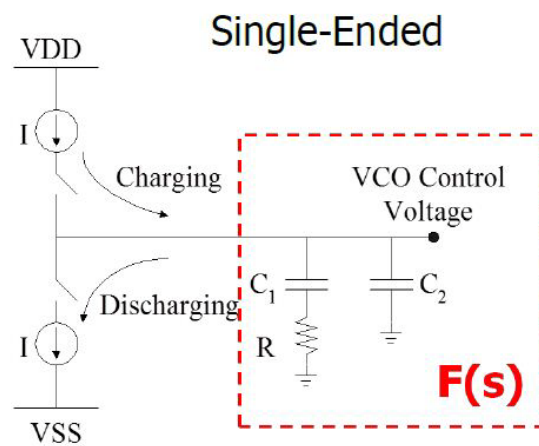 Single-Ended
VDD
I
Charging
VCO Control
Voltage
C1
C2
Discharging
I
R
F(s)
VSS